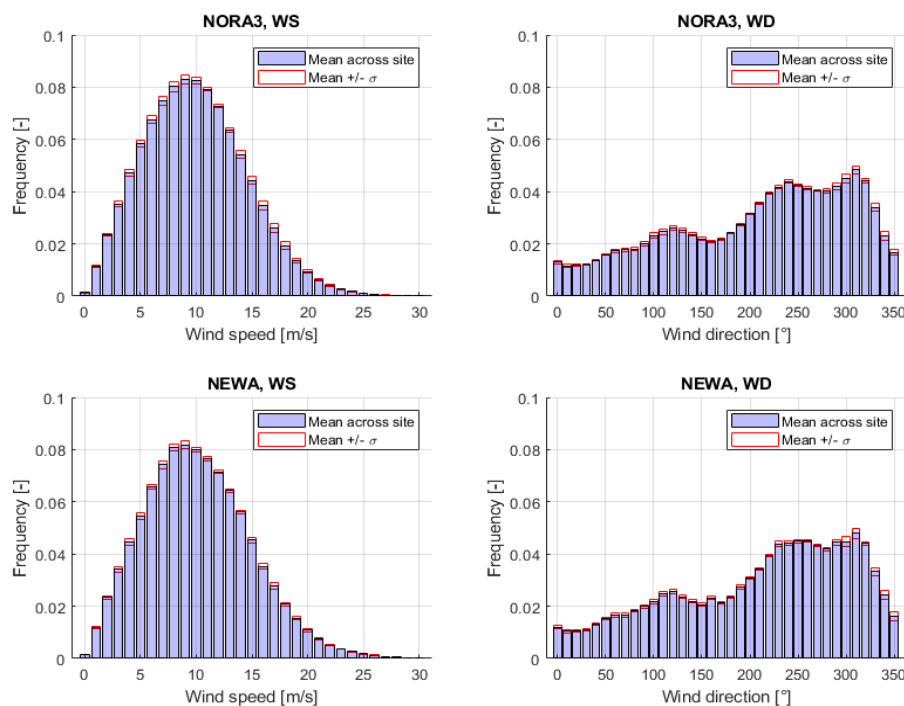 NORA3, WS
0.1
0.08
0.06
0.04
0.02
0
Frequency [-]
Mean across site
Mean +/- σ
0 5 10 15 20 25 30
Wind speed [m/s]
NORA3, WD
0.1
0.08
0.06
0.04
0.02
0
Frequency [-]
Mean across site
Mean +/- σ
0 50 100 150 200 250 300 350
Wind direction [°]
NEWA, WS
0.1
0.08
0.06
0.04
0.02
0
Frequency [-]
Mean across site
Mean +/- σ
0 5 10 15 20 25 30
Wind speed [m/s]
NEWA, WD
0.1
0.08
0.06
0.04
0.02
0
Frequency [-]
Mean across site
Mean +/- σ
0 50 100 150 200 250 300 350
Wind direction [°]